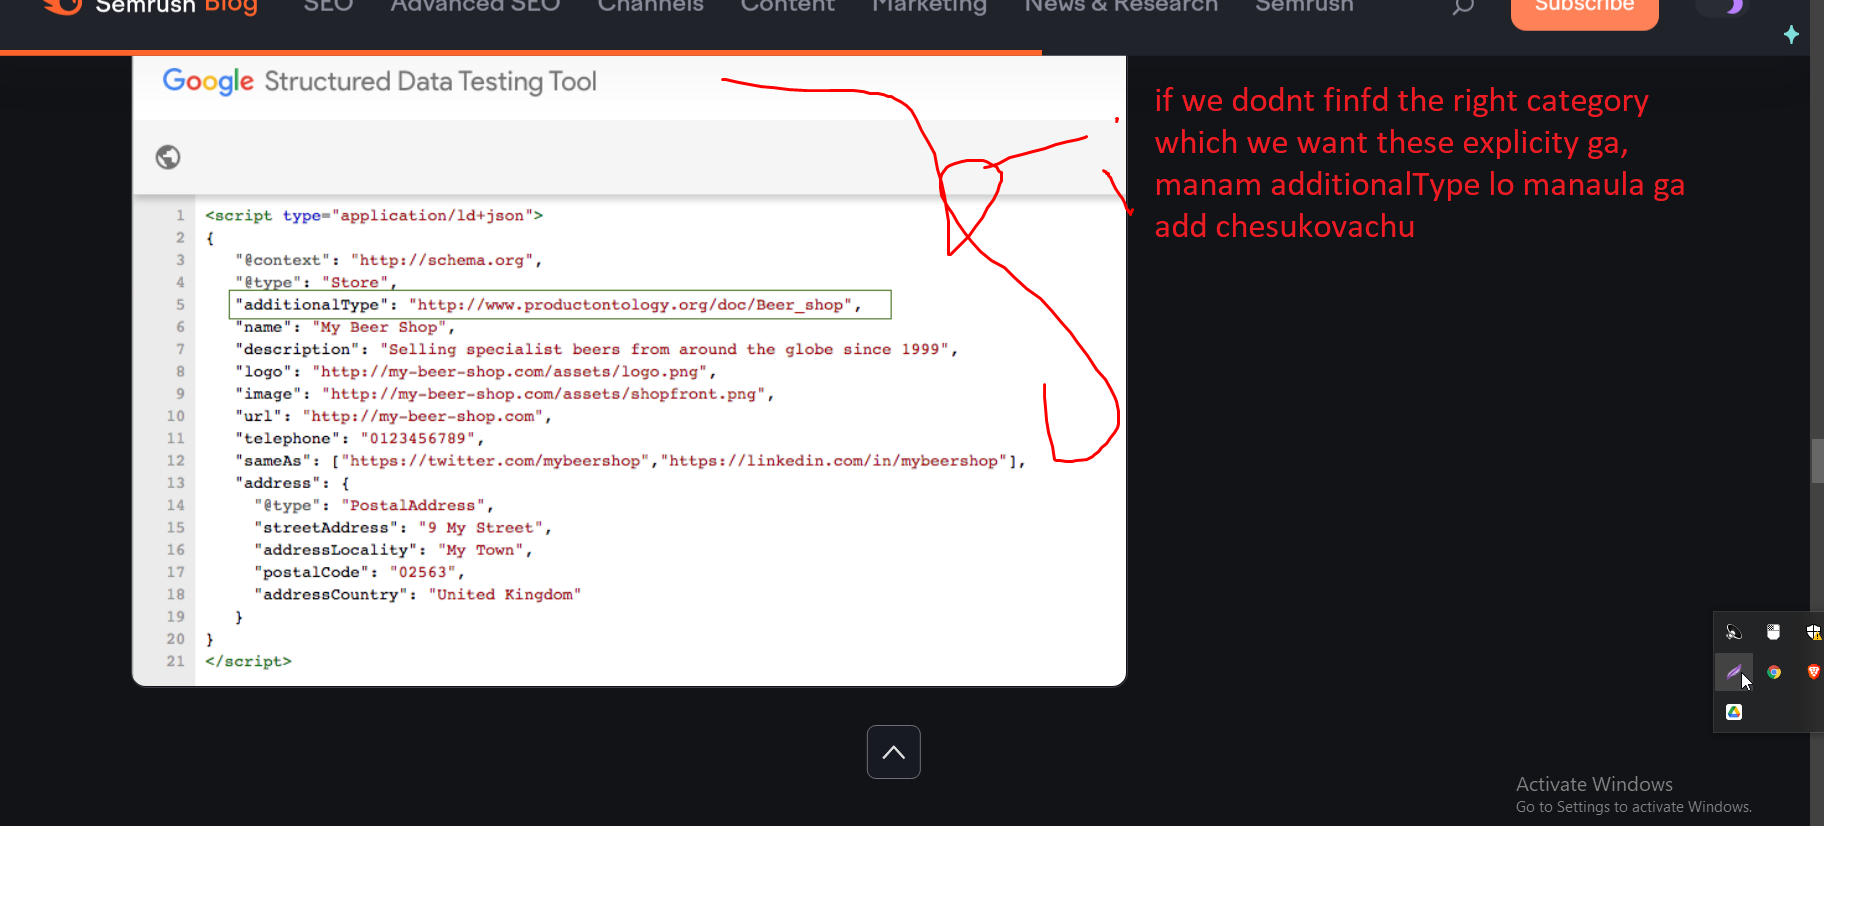 Semrush Blog SEO Advanced SEO Channels Content Marketing News & Research Semrush Subscribe
Google Structured Data Testing Tool
if we dodnt finfd the right category
which we want these explicity ga,
manam additionalType lo manaula ga
add chesukovachu
1 <script type="application/ld+json">
2 {
3 "@context": "http://schema.org",
4 "@type": "Store",
5 "additionalType": "http://www.productontology.org/doc/Beer_shop",
6 "name": "My Beer Shop",
7 "description": "Selling specialist beers from around the globe since 1999",
8 "logo": "http://my-beer-shop.com/assets/logo.png",
9 "image": "http://my-beer-shop.com/assets/shopfront.png",
10 "url": "http://my-beer-shop.com",
11 "telephone": "0123456789",
12 "sameAs": ["https://twitter.com/mybeershop","https://linkedin.com/in/mybeershop"],
13 "address": {
14 "@type": "PostalAddress",
15 "streetAddress": "9 My Street",
16 "addressLocality": "My Town",
17 "postalCode": "02563",
18 "addressCountry": "United Kingdom"
19 }
20 }
21 </script>
Activate Windows
Go to Settings to activate Windows.